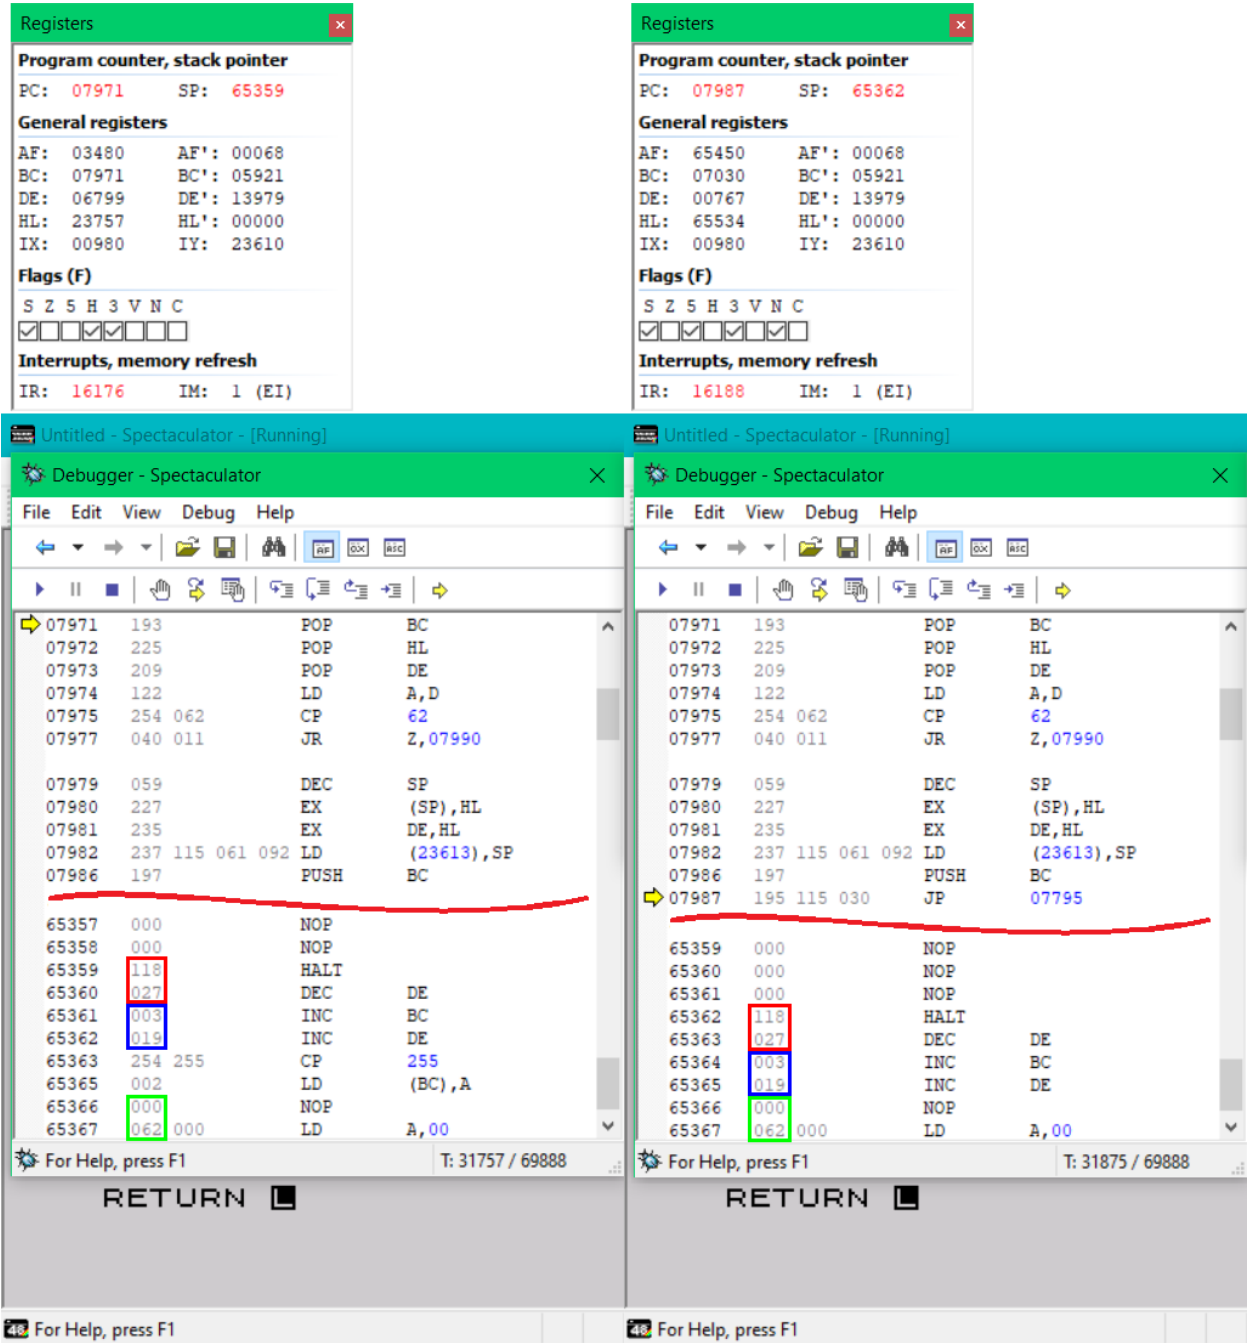 Registers
Program counter, stack pointer
PC: 07971 SP: 65359
General registers
AF: 03480 AF': 00068
BC: 07971 BC': 05921
DE: 06799 DE': 13979
HL: 23757 HL': 00000
IX: 00980 IY: 23610
Flags (F)
S Z 5 H 3 V N C
Interrupts, memory refresh
IR: 16176 IM: 1 (EI)
Registers
Program counter, stack pointer
PC: 07987 SP: 65362
General registers
AF: 65450 AF': 00068
BC: 07030 BC': 05921
DE: 00767 DE': 13979
HL: 65534 HL': 00000
IX: 00980 IY: 23610
Flags (F)
S Z 5 H 3 V N C
Interrupts, memory refresh
IR: 16188 IM: 1 (EI)
Untitled - Spectaculator - [Running]
Debugger - Spectaculator
File Edit View Debug Help
AF 0X ASC
07971 193 POP BC
07972 225 POP HL
07973 209 POP DE
07974 122 LD A,D
07975 254 062 CP 62
07977 040 011 JR Z,07990
07979 059 DEC SP
07980 227 EX (SP),HL
07981 235 EX DE,HL
07982 237 115 061 092 LD (23613),SP
07986 197 PUSH BC
65357 000 NOP
65358 000 NOP
65359 118 HALT
65360 027 DEC DE
65361 003 INC BC
65362 019 INC DE
65363 254 255 CP 255
65365 002 LD (BC),A
65366 000 NOP
65367 062 000 LD A,00
For Help, press F1 T: 31757 / 69888
RETURN L
48 For Help, press F1
Untitled - Spectaculator - [Running]
Debugger - Spectaculator
File Edit View Debug Help
AF 0X ASC
07971 193 POP BC
07972 225 POP HL
07973 209 POP DE
07974 122 LD A,D
07975 254 062 CP 62
07977 040 011 JR Z,07990
07979 059 DEC SP
07980 227 EX (SP),HL
07981 235 EX DE,HL
07982 237 115 061 092 LD (23613),SP
07986 197 PUSH BC
07987 195 115 030 JP 07795
65359 000 NOP
65360 000 NOP
65361 000 NOP
65362 118 HALT
65363 027 DEC DE
65364 003 INC BC
65365 019 INC DE
65366 000 NOP
65367 062 000 LD A,00
For Help, press F1 T: 31875 / 69888
RETURN L
48 For Help, press F1